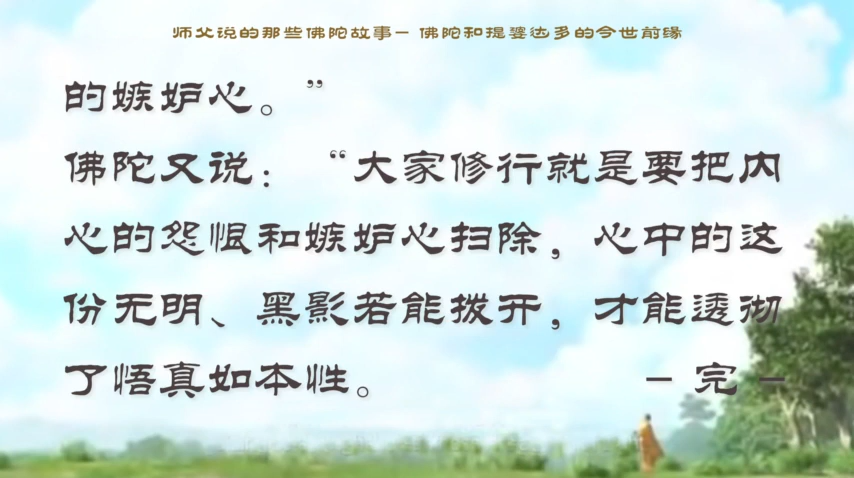 师父说的那些佛陀故事- 佛陀和提婆达多的今世前缘
的嫉妒心。”
佛陀又说：“大家修行就是要把内
心的怨恨和嫉妒心扫除，心中的这
份无明、黑影若能拨开，才能透彻
了悟真如本性。 - 完 -